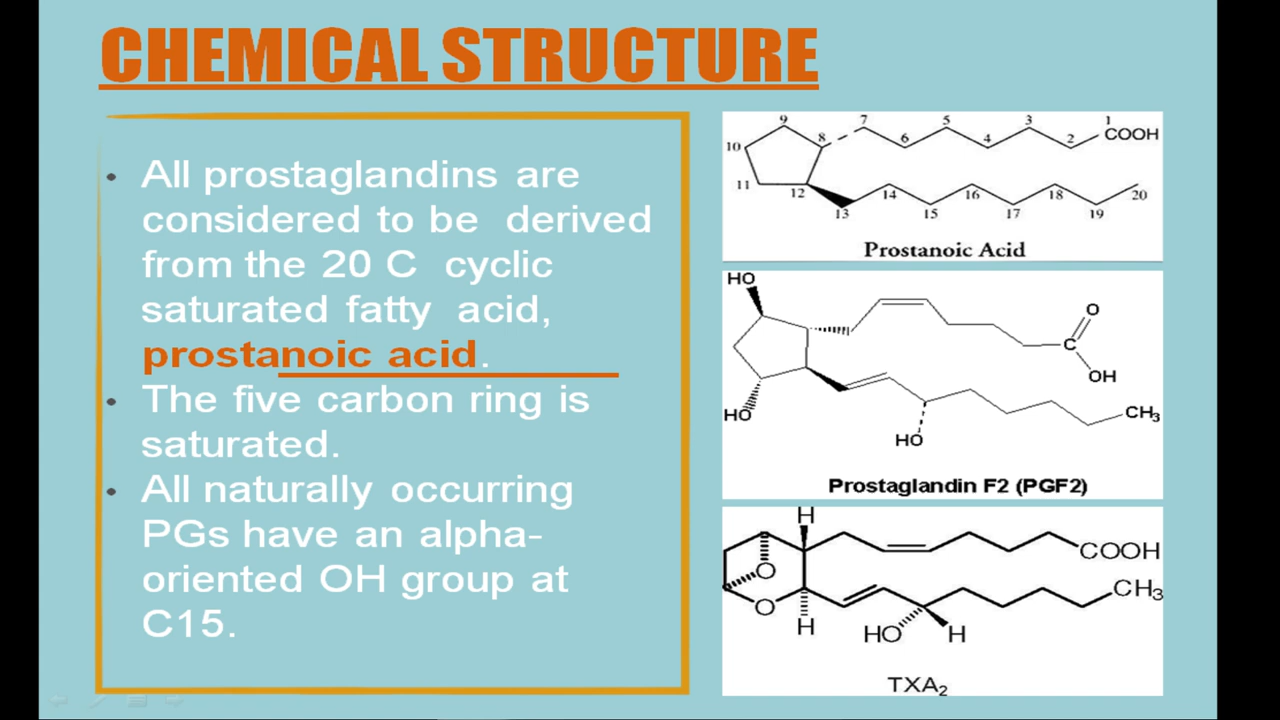 CHEMICAL STRUCTURE
• All prostaglandins are
considered to be derived
from the 20 C cyclic
saturated fatty acid,
prostanoic acid.
• The five carbon ring is
saturated.
• All naturally occurring
PGs have an alpha-
oriented OH group at
C15.
9 7 5 3 1
10 8 6 4 2 COOH
11 12 14 16 18 20
13 15 17 19
Prostanoic Acid
HO
O
C
OH
HO
HO
CH3
Prostaglandin F2 (PGF2)
H
O
COOH
O
CH3
H
HO H
TXA2